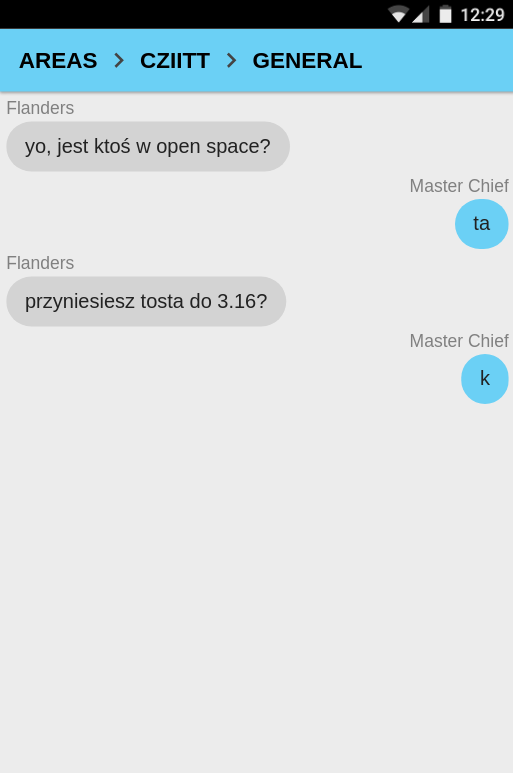 12:29
AREAS > CZIITT > GENERAL
Flanders
yo, jest ktoś w open space?
Master Chief
ta
Flanders
przyniesiesz tosta do 3.16?
Master Chief
k